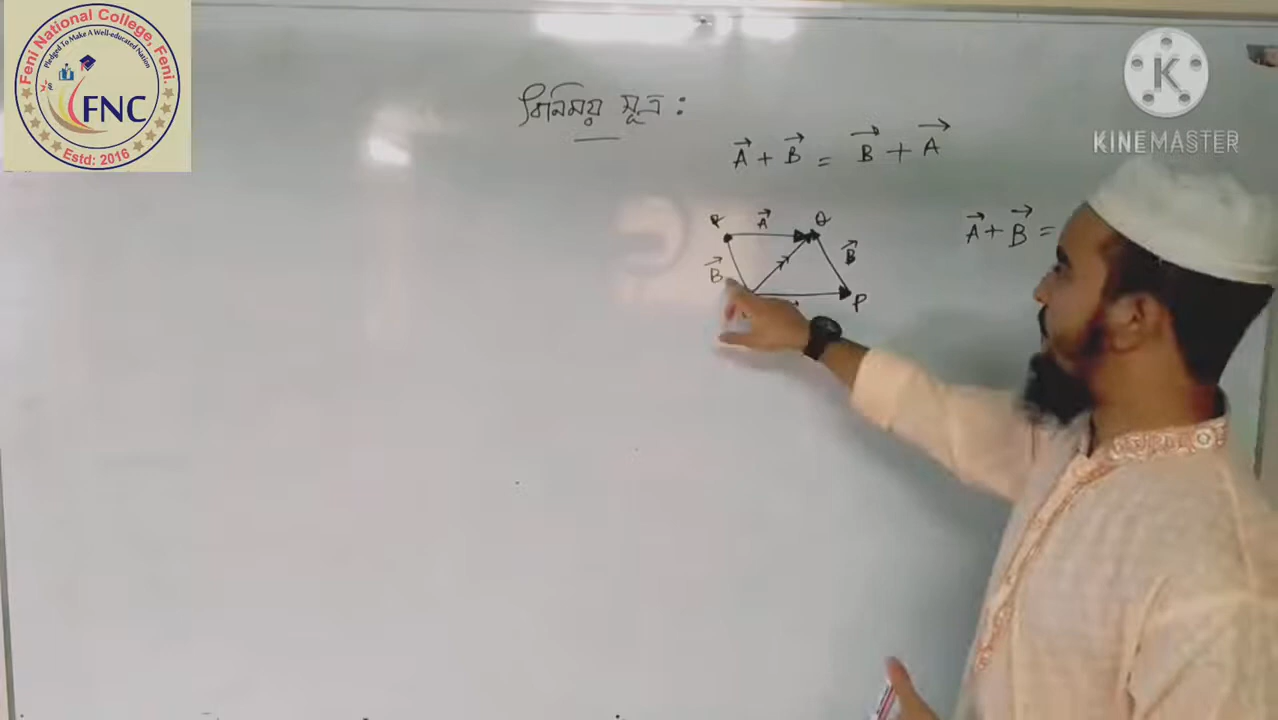 Feni National College, Feni.
Pledged To Make A Well-educated Nation
FNC
Estd: 2016
K
KINEMASTER
বিনিময় সূত্র :
A⃗ + B⃗ = B⃗ + A⃗
A⃗ + B⃗ =
A⃗ Q
B⃗ B⃗
P